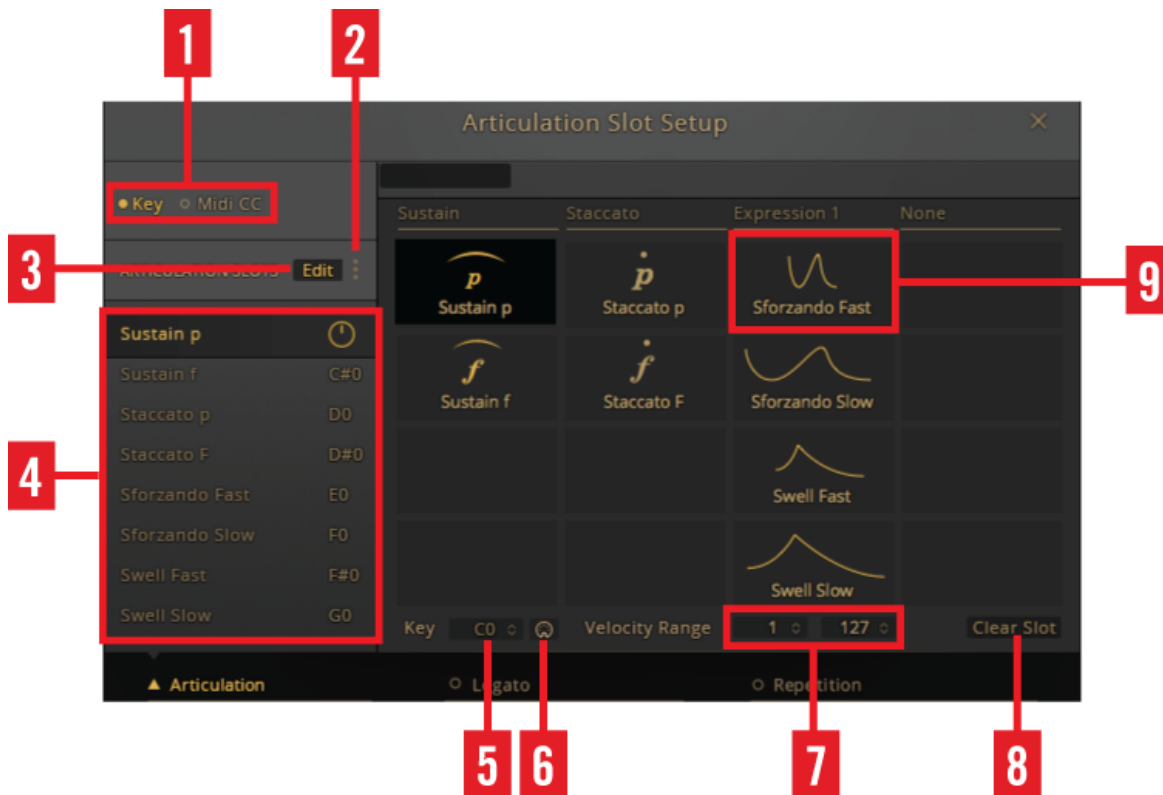 1 2
Articulation Slot Setup
Key Midi CC
Sustain Staccato Expression 1 None
3
ARTICULATION SLOTS Edit
p p
Sustain p Staccato p Sforzando Fast
9
Sustain p
Sustain f C#0
Staccato p D0
Staccato F D#0
Sforzando Fast E0
Sforzando Slow F0
Swell Fast F#0
Swell Slow G0
4
f f
Sustain f Staccato F Sforzando Slow
Swell Fast
Swell Slow
Key C0 Velocity Range 1 127 Clear Slot
Articulation Legato Repetition
5 6 7 8